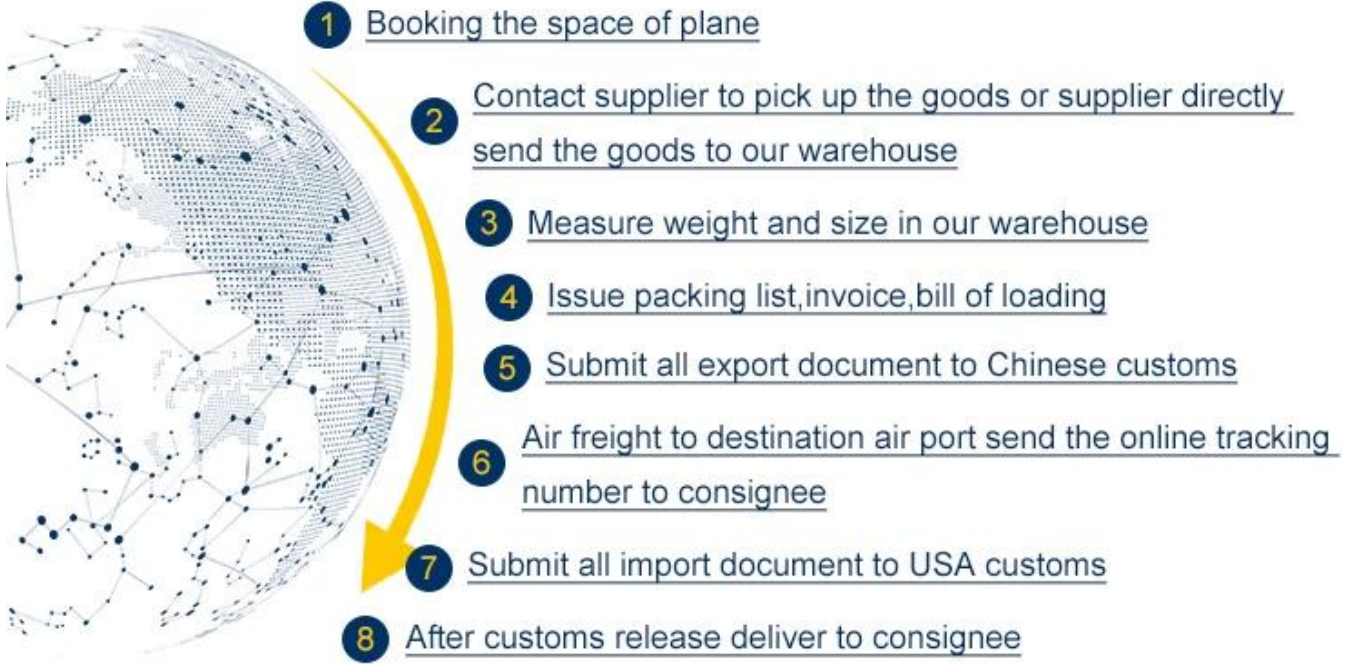 1 Booking the space of plane
2 Contact supplier to pick up the goods or supplier directly
send the goods to our warehouse
3 Measure weight and size in our warehouse
4 Issue packing list,invoice,bill of loading
5 Submit all export document to Chinese customs
6 Air freight to destination air port send the online tracking
number to consignee
7 Submit all import document to USA customs
8 After customs release deliver to consignee